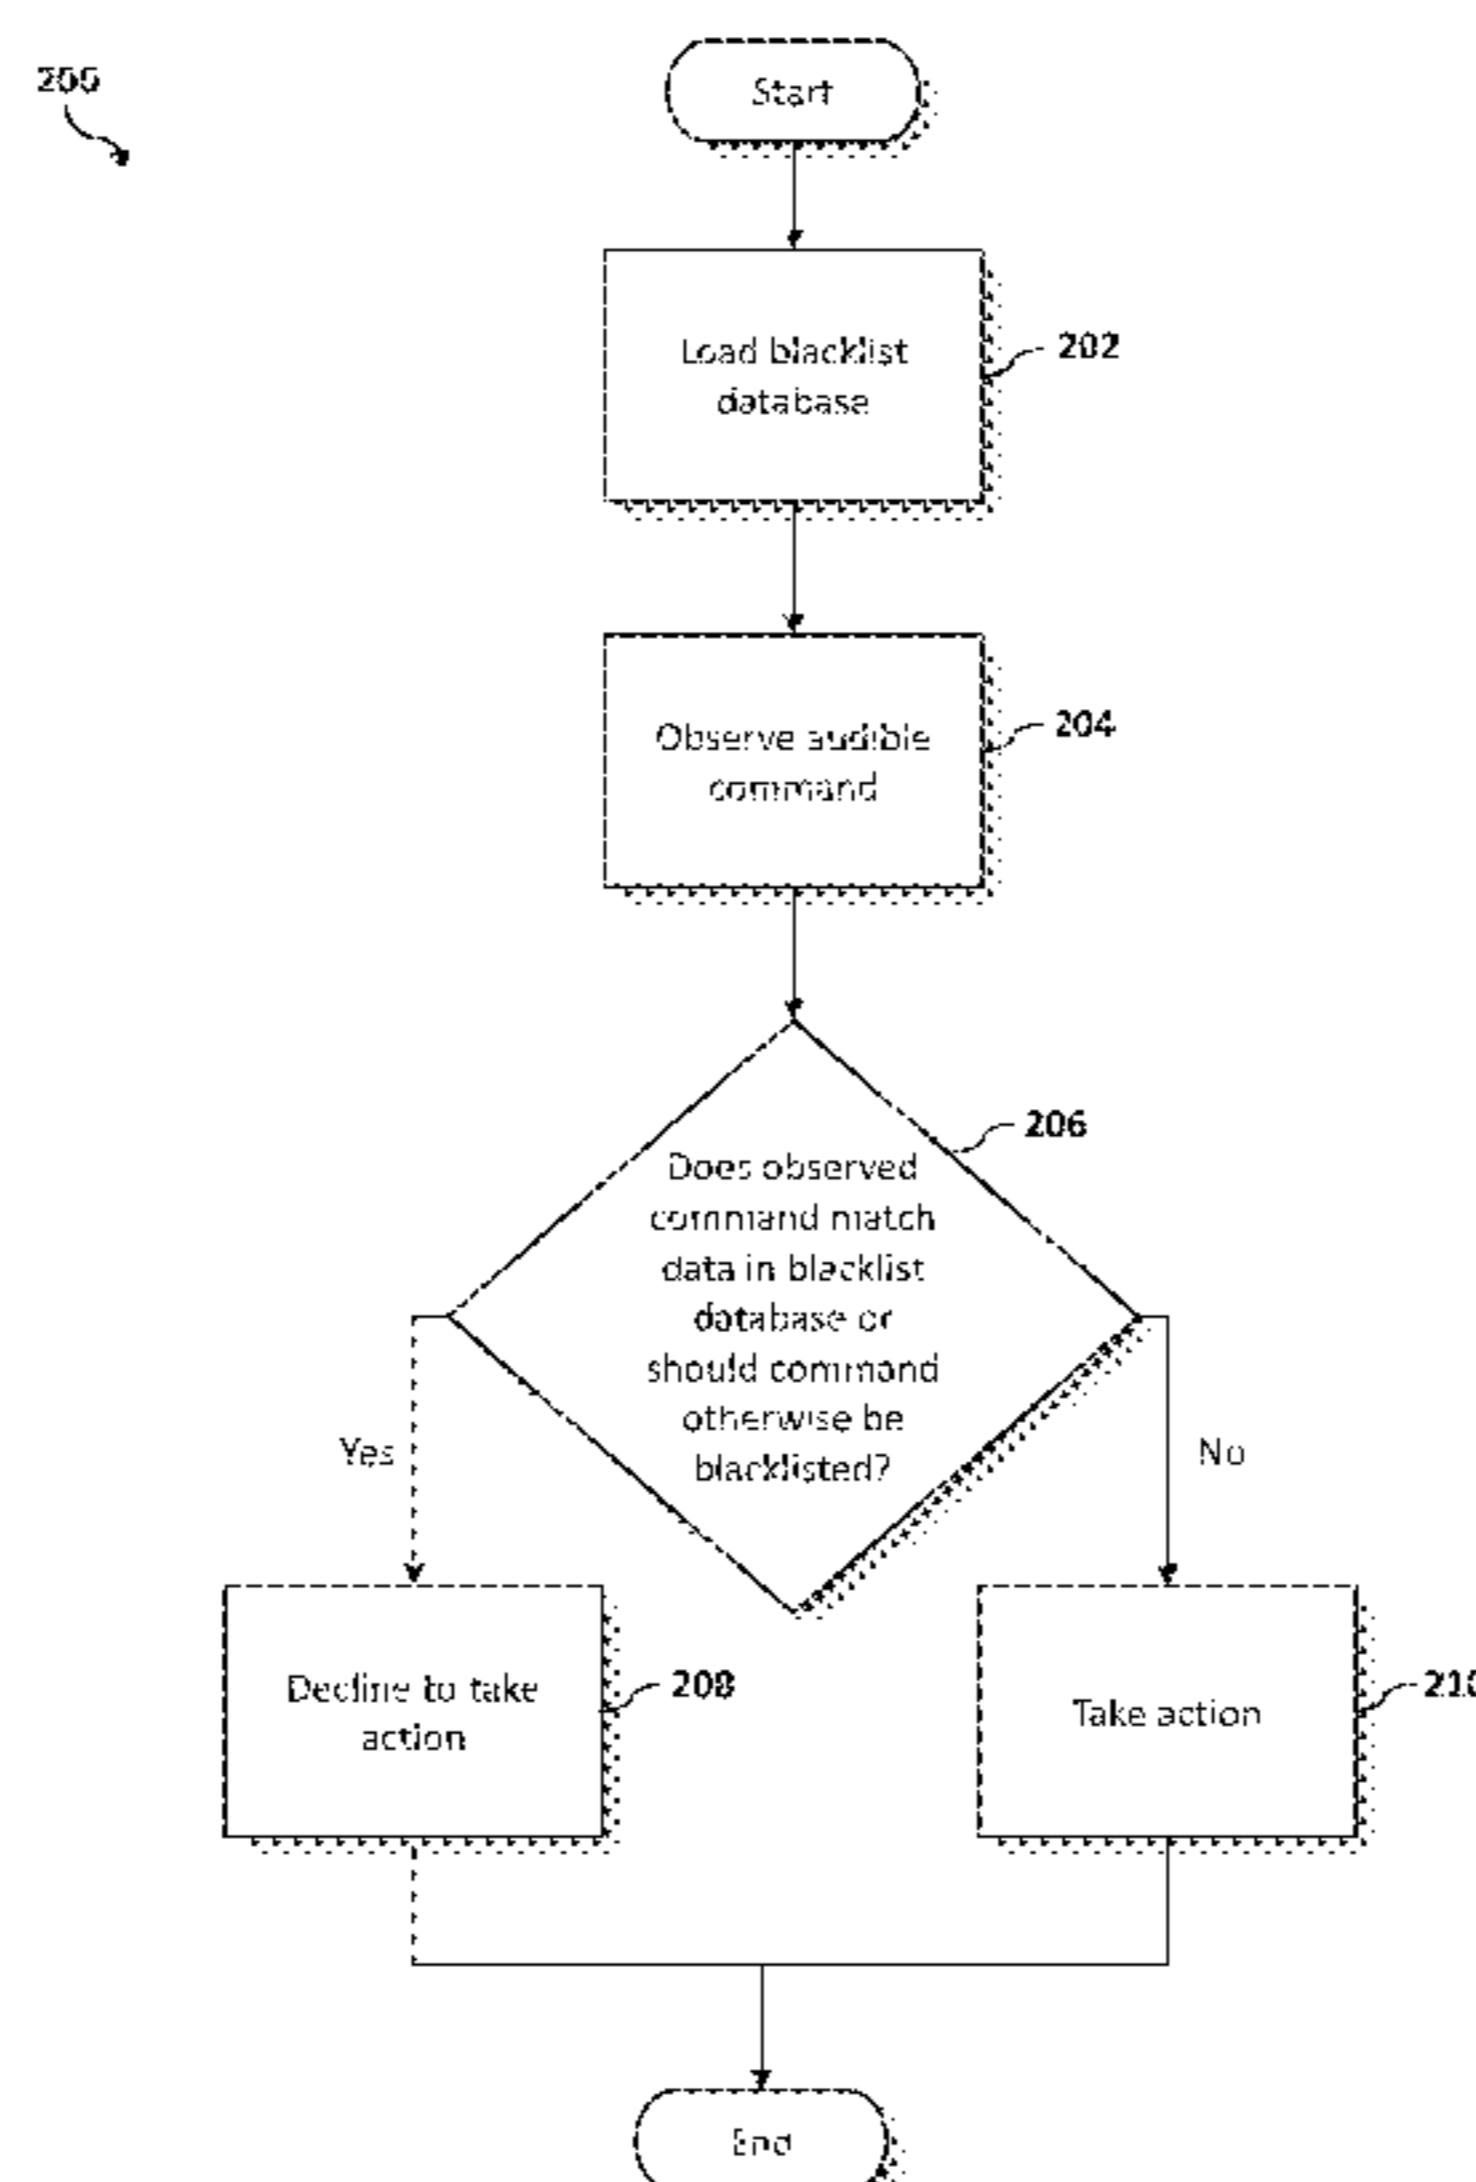 200
Start
Load blacklist
database
202
Observe audible
command
204
206
Does observed
command match
data in blacklist
database or
should command
otherwise be
blacklisted?
Yes
No
Decline to take
action
208
Take action
210
End